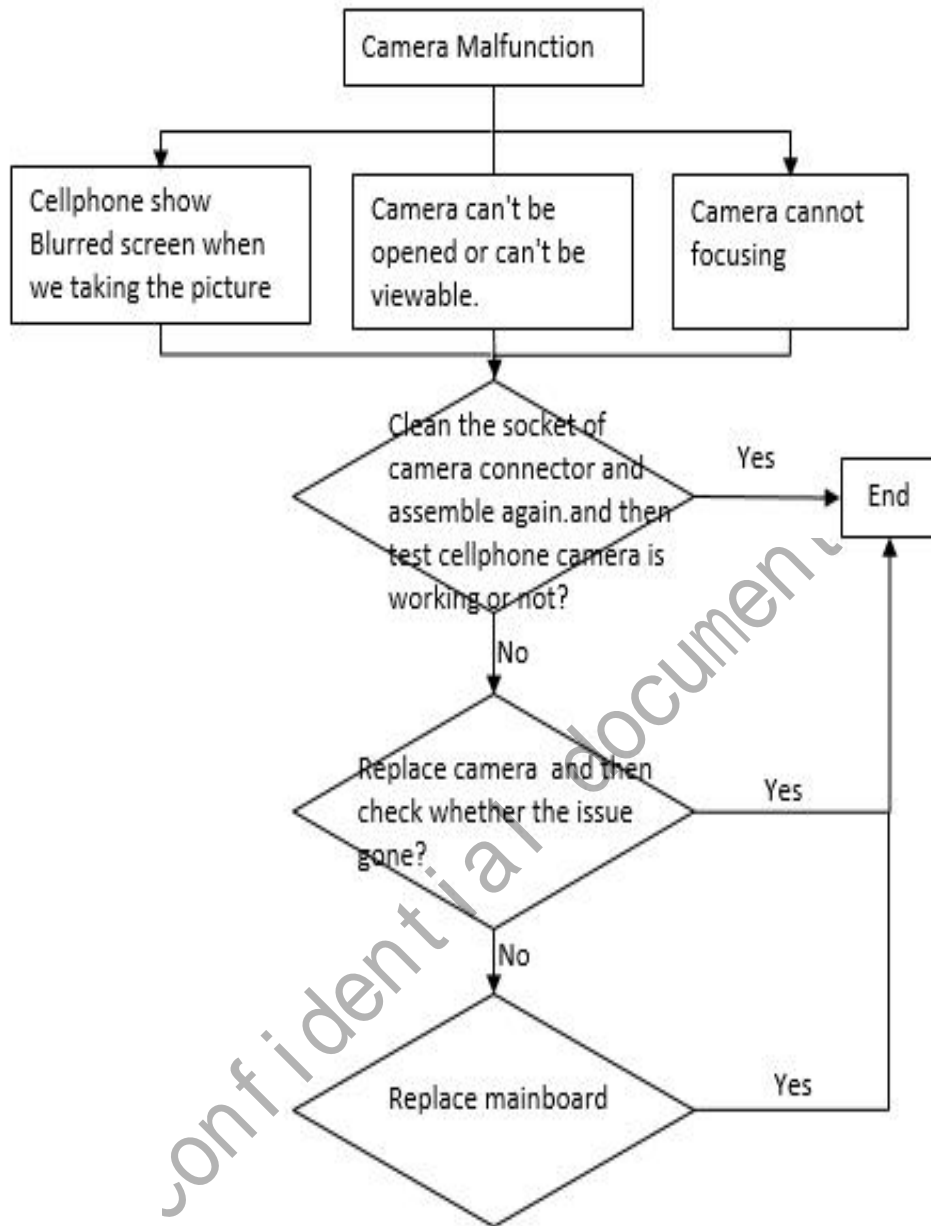 Camera Malfunction
Cellphone show
Blurred screen when
we taking the picture
Camera can't be
opened or can't be
viewable.
Camera cannot
focusing
Clean the socket of
camera connector and
assemble again.and then
test cellphone camera is
working or not?
Yes
End
No
Replace camera and then
check whether the issue
gone?
Yes
No
Replace mainboard
Yes
document